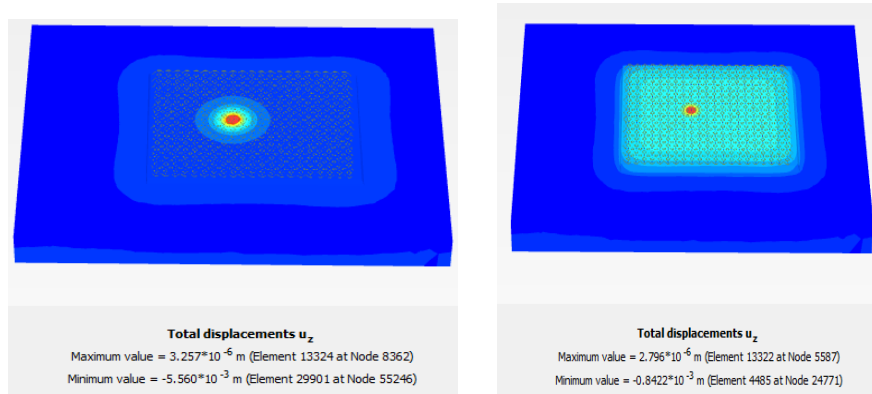 Total displacements uz
Maximum value = 3.257*10 -6 m (Element 13324 at Node 8362)
Minimum value = -5.560*10 -3 m (Element 29901 at Node 55246)
Total displacements uz
Maximum value = 2.796*10 -6 m (Element 13322 at Node 5587)
Minimum value = -0.8422*10 -3 m (Element 4485 at Node 24771)